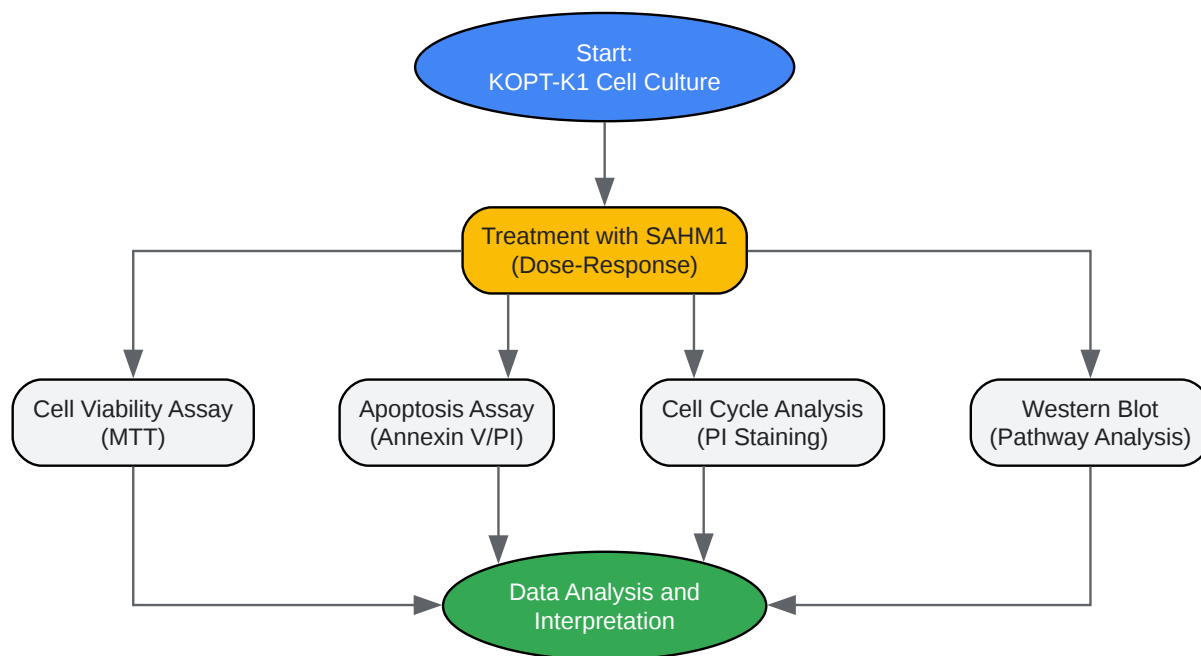 Start:
KOPT-K1 Cell Culture
Treatment with SAHM1
(Dose-Response)
Cell Viability Assay
(MTT)
Apoptosis Assay
(Annexin V/PI)
Cell Cycle Analysis
(PI Staining)
Western Blot
(Pathway Analysis)
Data Analysis and
Interpretation